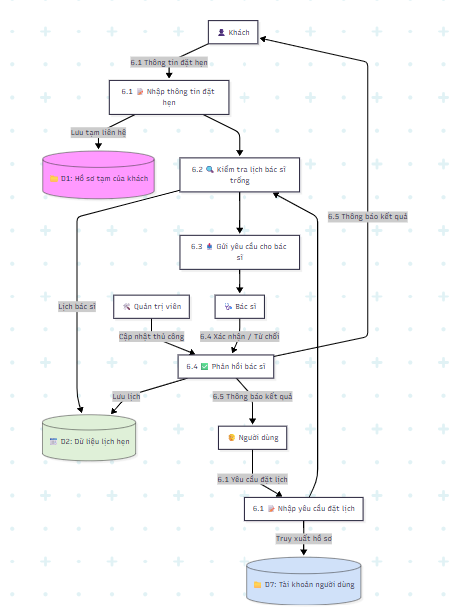 Khách
6.1 Thông tin đặt hẹn
6.1 Nhập thông tin đặt
hẹn
Lưu tạm liên hệ
D1: Hồ sơ tạm của khách
6.2 Kiểm tra lịch bác sĩ
trống
6.5 Thông báo kết quả
6.3 Gửi yêu cầu cho bác
sĩ
Lịch bác sĩ
Quản trị viên
Bác sĩ
Cập nhật thủ công
6.4 Xác nhận / Từ chối
6.4 Phản hồi bác sĩ
Lưu lịch
6.5 Thông báo kết quả
D2: Dữ liệu lịch hẹn
Người dùng
6.1 Yêu cầu đặt lịch
6.1 Nhập yêu cầu đặt lịch
Truy xuất hồ sơ
D7: Tài khoản người dùng